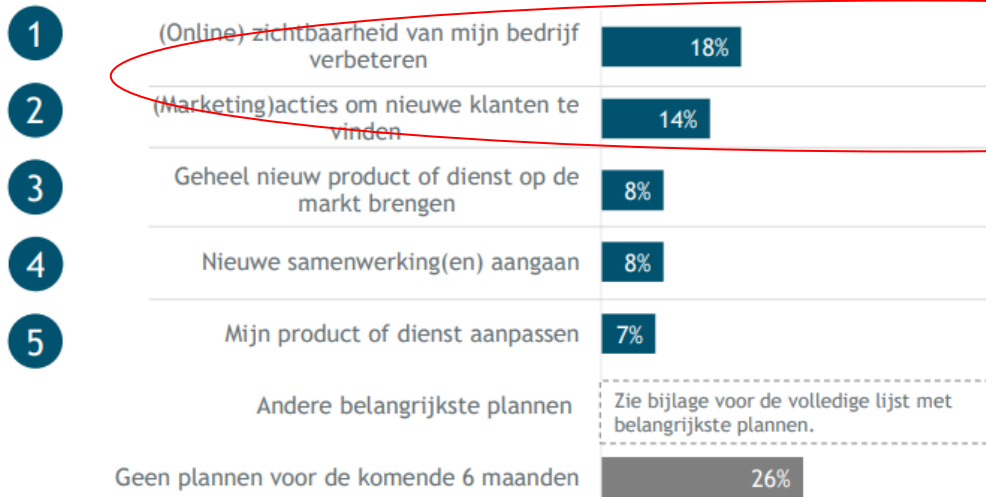 1
(Online) zichtbaarheid van mijn bedrijf
verbeteren
18%
2
(Marketing)acties om nieuwe klanten te
vinden
14%
3
Geheel nieuw product of dienst op de
markt brengen
8%
4
Nieuwe samenwerking(en) aangaan
8%
5
Mijn product of dienst aanpassen
7%
Andere belangrijkste plannen
Zie bijlage voor de volledige lijst met
belangrijkste plannen.
Geen plannen voor de komende 6 maanden
26%